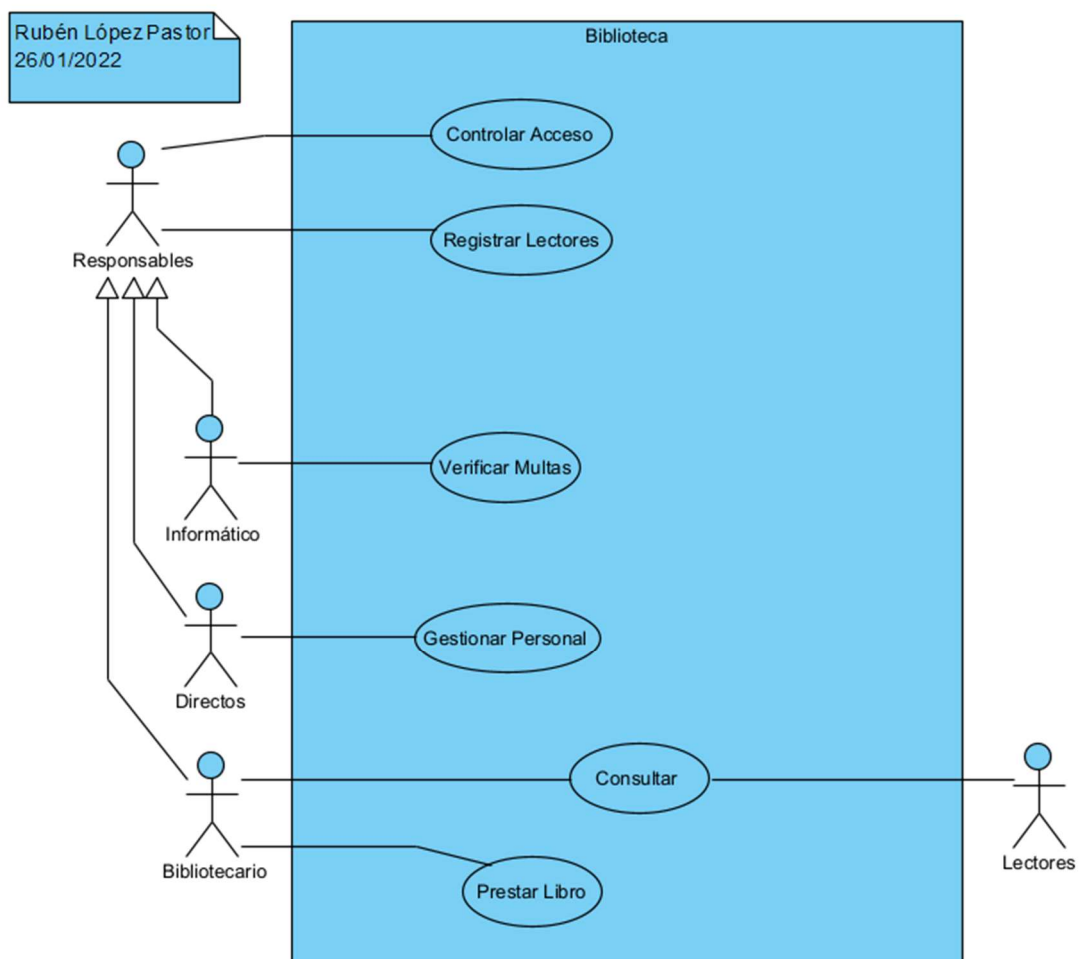 Rubén López Pastor
26/01/2022
Biblioteca
Controlar Acceso
Registrar Lectores
Responsables
Verificar Multas
Informático
Gestionar Personal
Directos
Consultar
Bibliotecario
Lectores
Prestar Libro